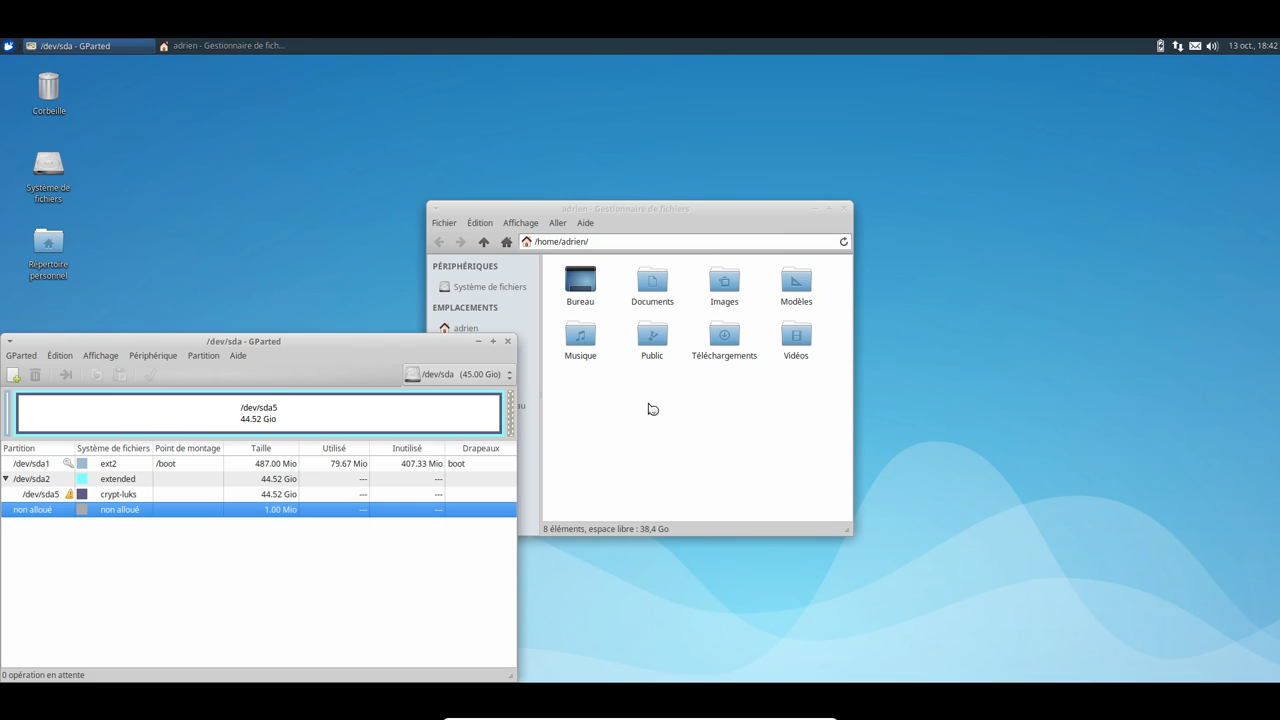 /dev/sda - GParted
adrien - Gestionnaire de fich...
13 oct., 18:42
Corbeille
Système de
fichiers
Répertoire
personnel
adrien - Gestionnaire de fichiers
Fichier Édition Affichage Aller Aide
/home/adrien/
PÉRIPHÉRIQUES
Système de fichiers
EMPLACEMENTS
adrien
Bureau Documents Images Modèles
Musique Public Téléchargements Vidéos
8 éléments, espace libre : 38,4 Go
/dev/sda - GParted
GParted Édition Affichage Périphérique Partition Aide
/dev/sda (45.00 Gio)
/dev/sda5
44.52 Gio
Partition Système de fichiers Point de montage Taille Utilisé Inutilisé Drapeaux
/dev/sda1 ext2 /boot 487.00 Mio 79.67 Mio 407.33 Mio boot
/dev/sda2 extended 44.52 Gio --- ---
/dev/sda5 crypt-luks 44.52 Gio --- ---
non alloué non alloué 1.00 Mio --- ---
0 opération en attente